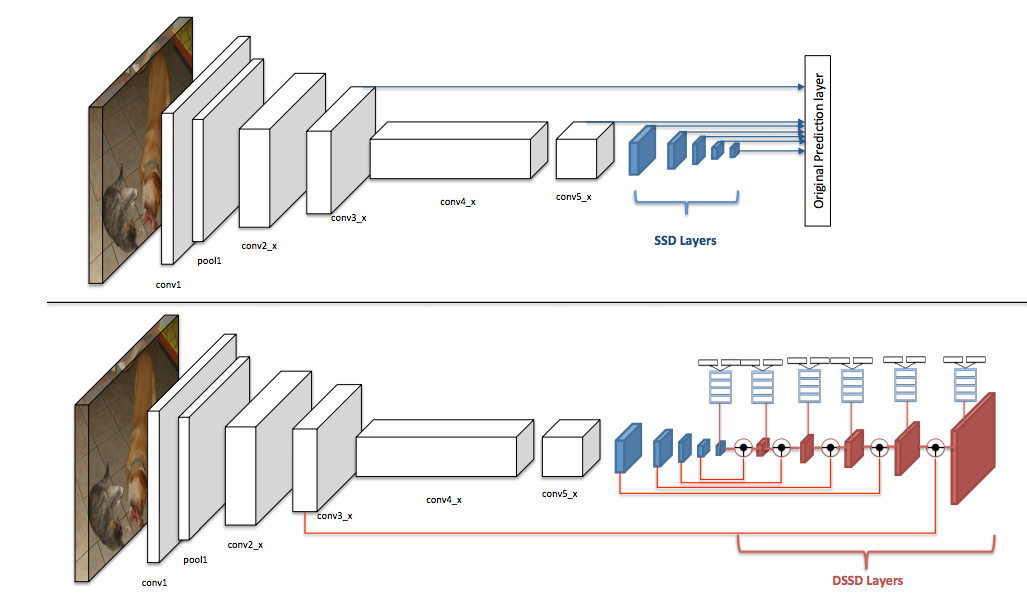 Original Prediction layer
conv3_x
conv4_x
conv5_x
SSD Layers
conv2_x
pool1
conv1
conv3_x
conv4_x
conv5_x
conv2_x
pool1
conv1
DSSD Layers